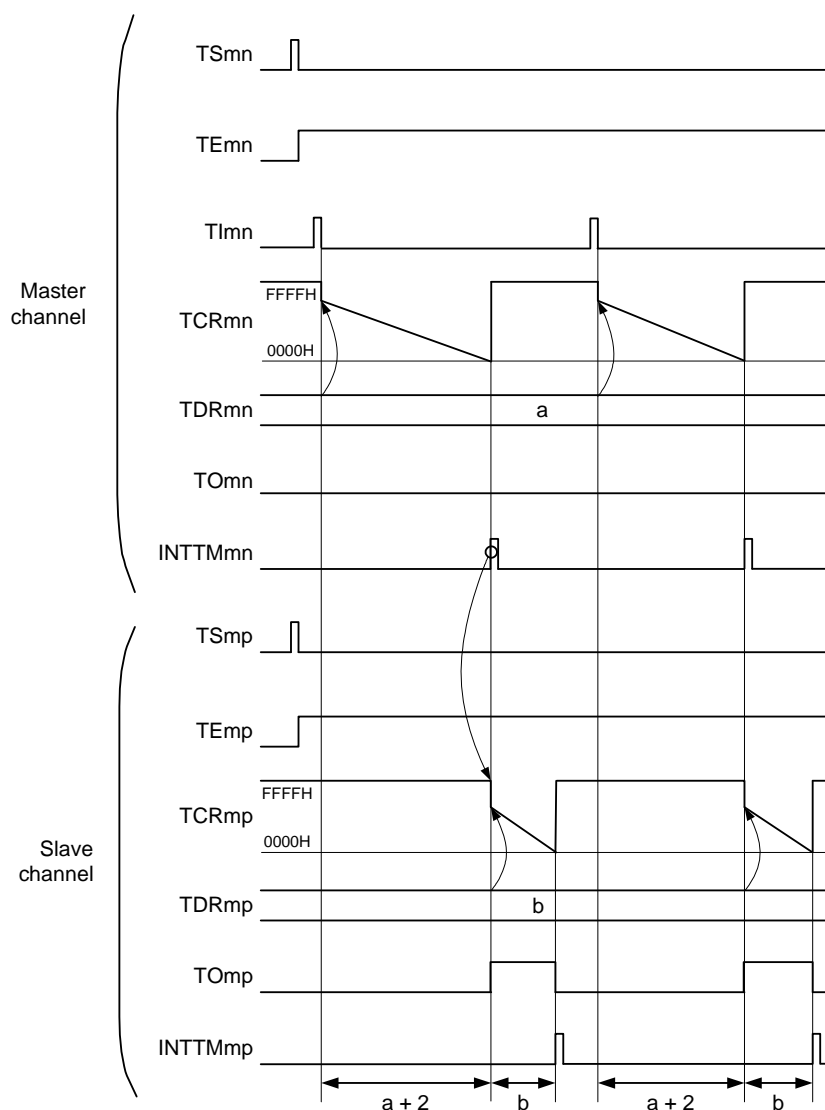 TSmn
TEmn
TImn
Master
channel
FFFFH
TCRmn
0000H
TDRmn
a
TOmn
INTTMmn
TSmp
TEmp
FFFFH
TCRmp
0000H
Slave
channel
TDRmp
b
TOmp
INTTMmp
a + 2
b
a + 2
b